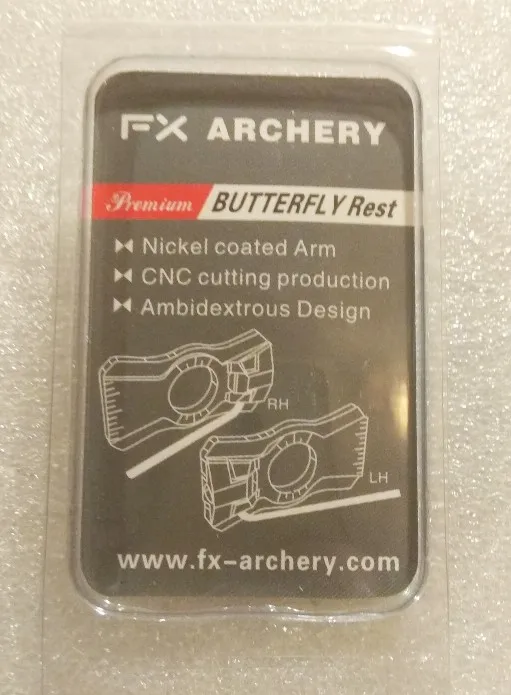 FX ARCHERY
Premium BUTTERFLY Rest
Nickel coated Arm
CNC cutting production
Ambidextrous Design
RH
LH
www.fx-archery.com